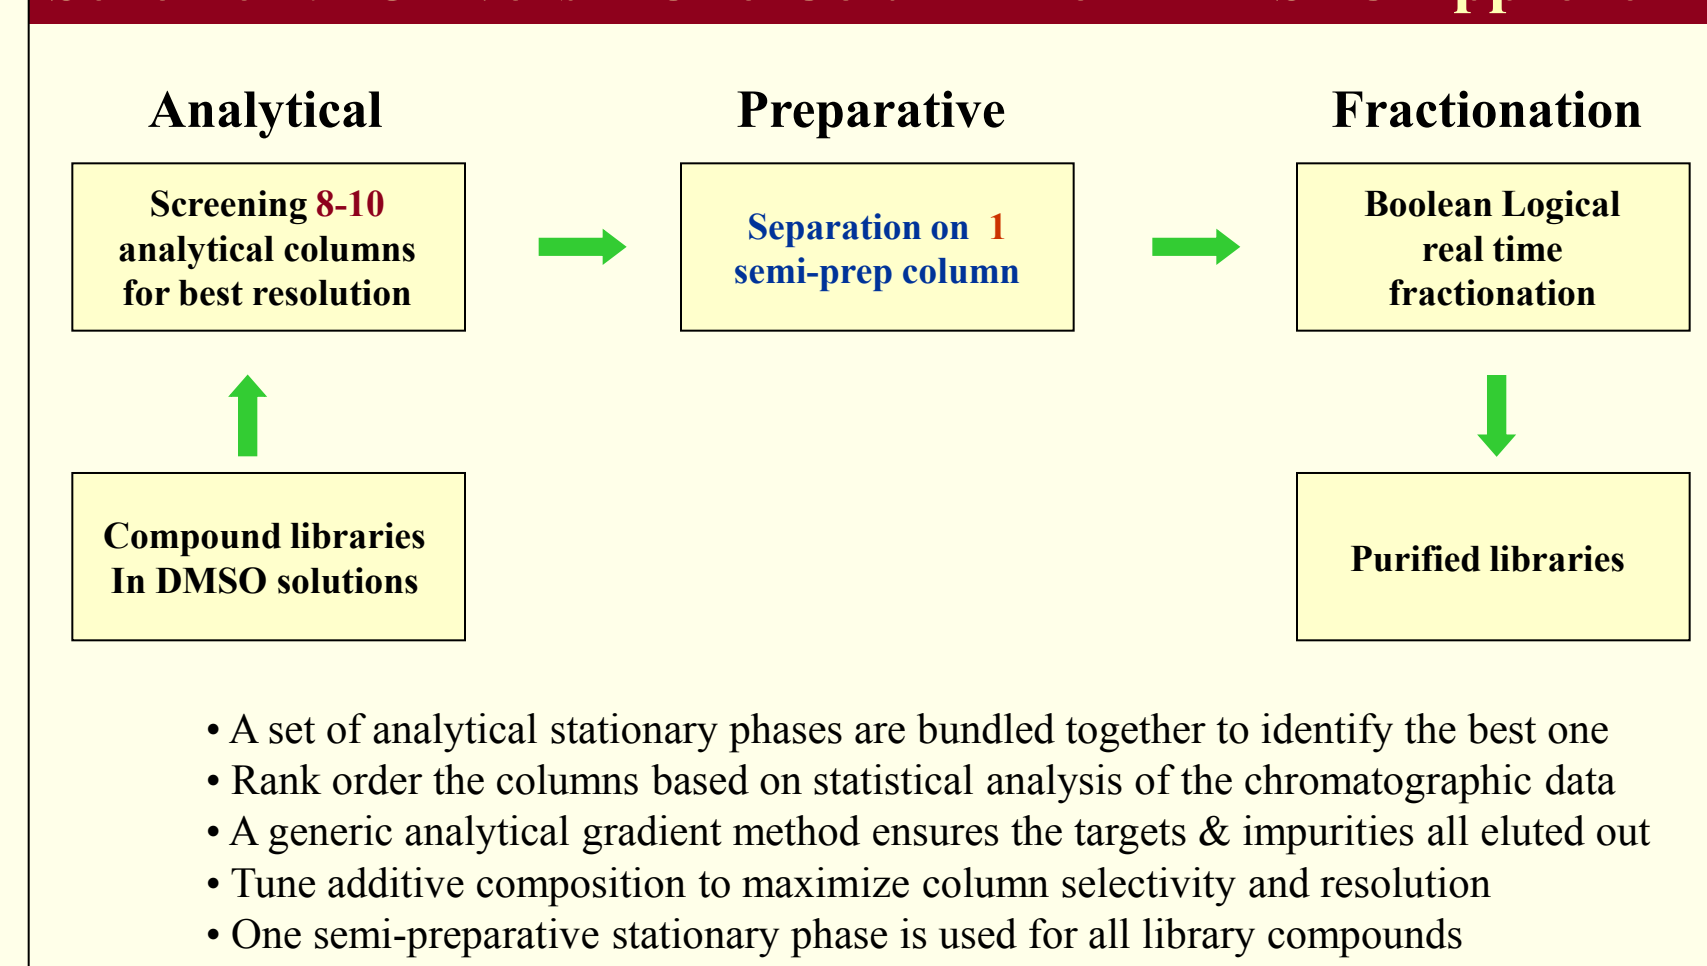 Analytical
Preparative
Fractionation
Screening 8-10
analytical columns
for best resolution
Separation on 1
semi-prep column
Boolean Logical
real time
fractionation
Compound libraries
In DMSO solutions
Purified libraries
• A set of analytical stationary phases are bundled together to identify the best one
• Rank order the columns based on statistical analysis of the chromatographic data
• A generic analytical gradient method ensures the targets & impurities all eluted out
• Tune additive composition to maximize column selectivity and resolution
• One semi-preparative stationary phase is used for all library compounds